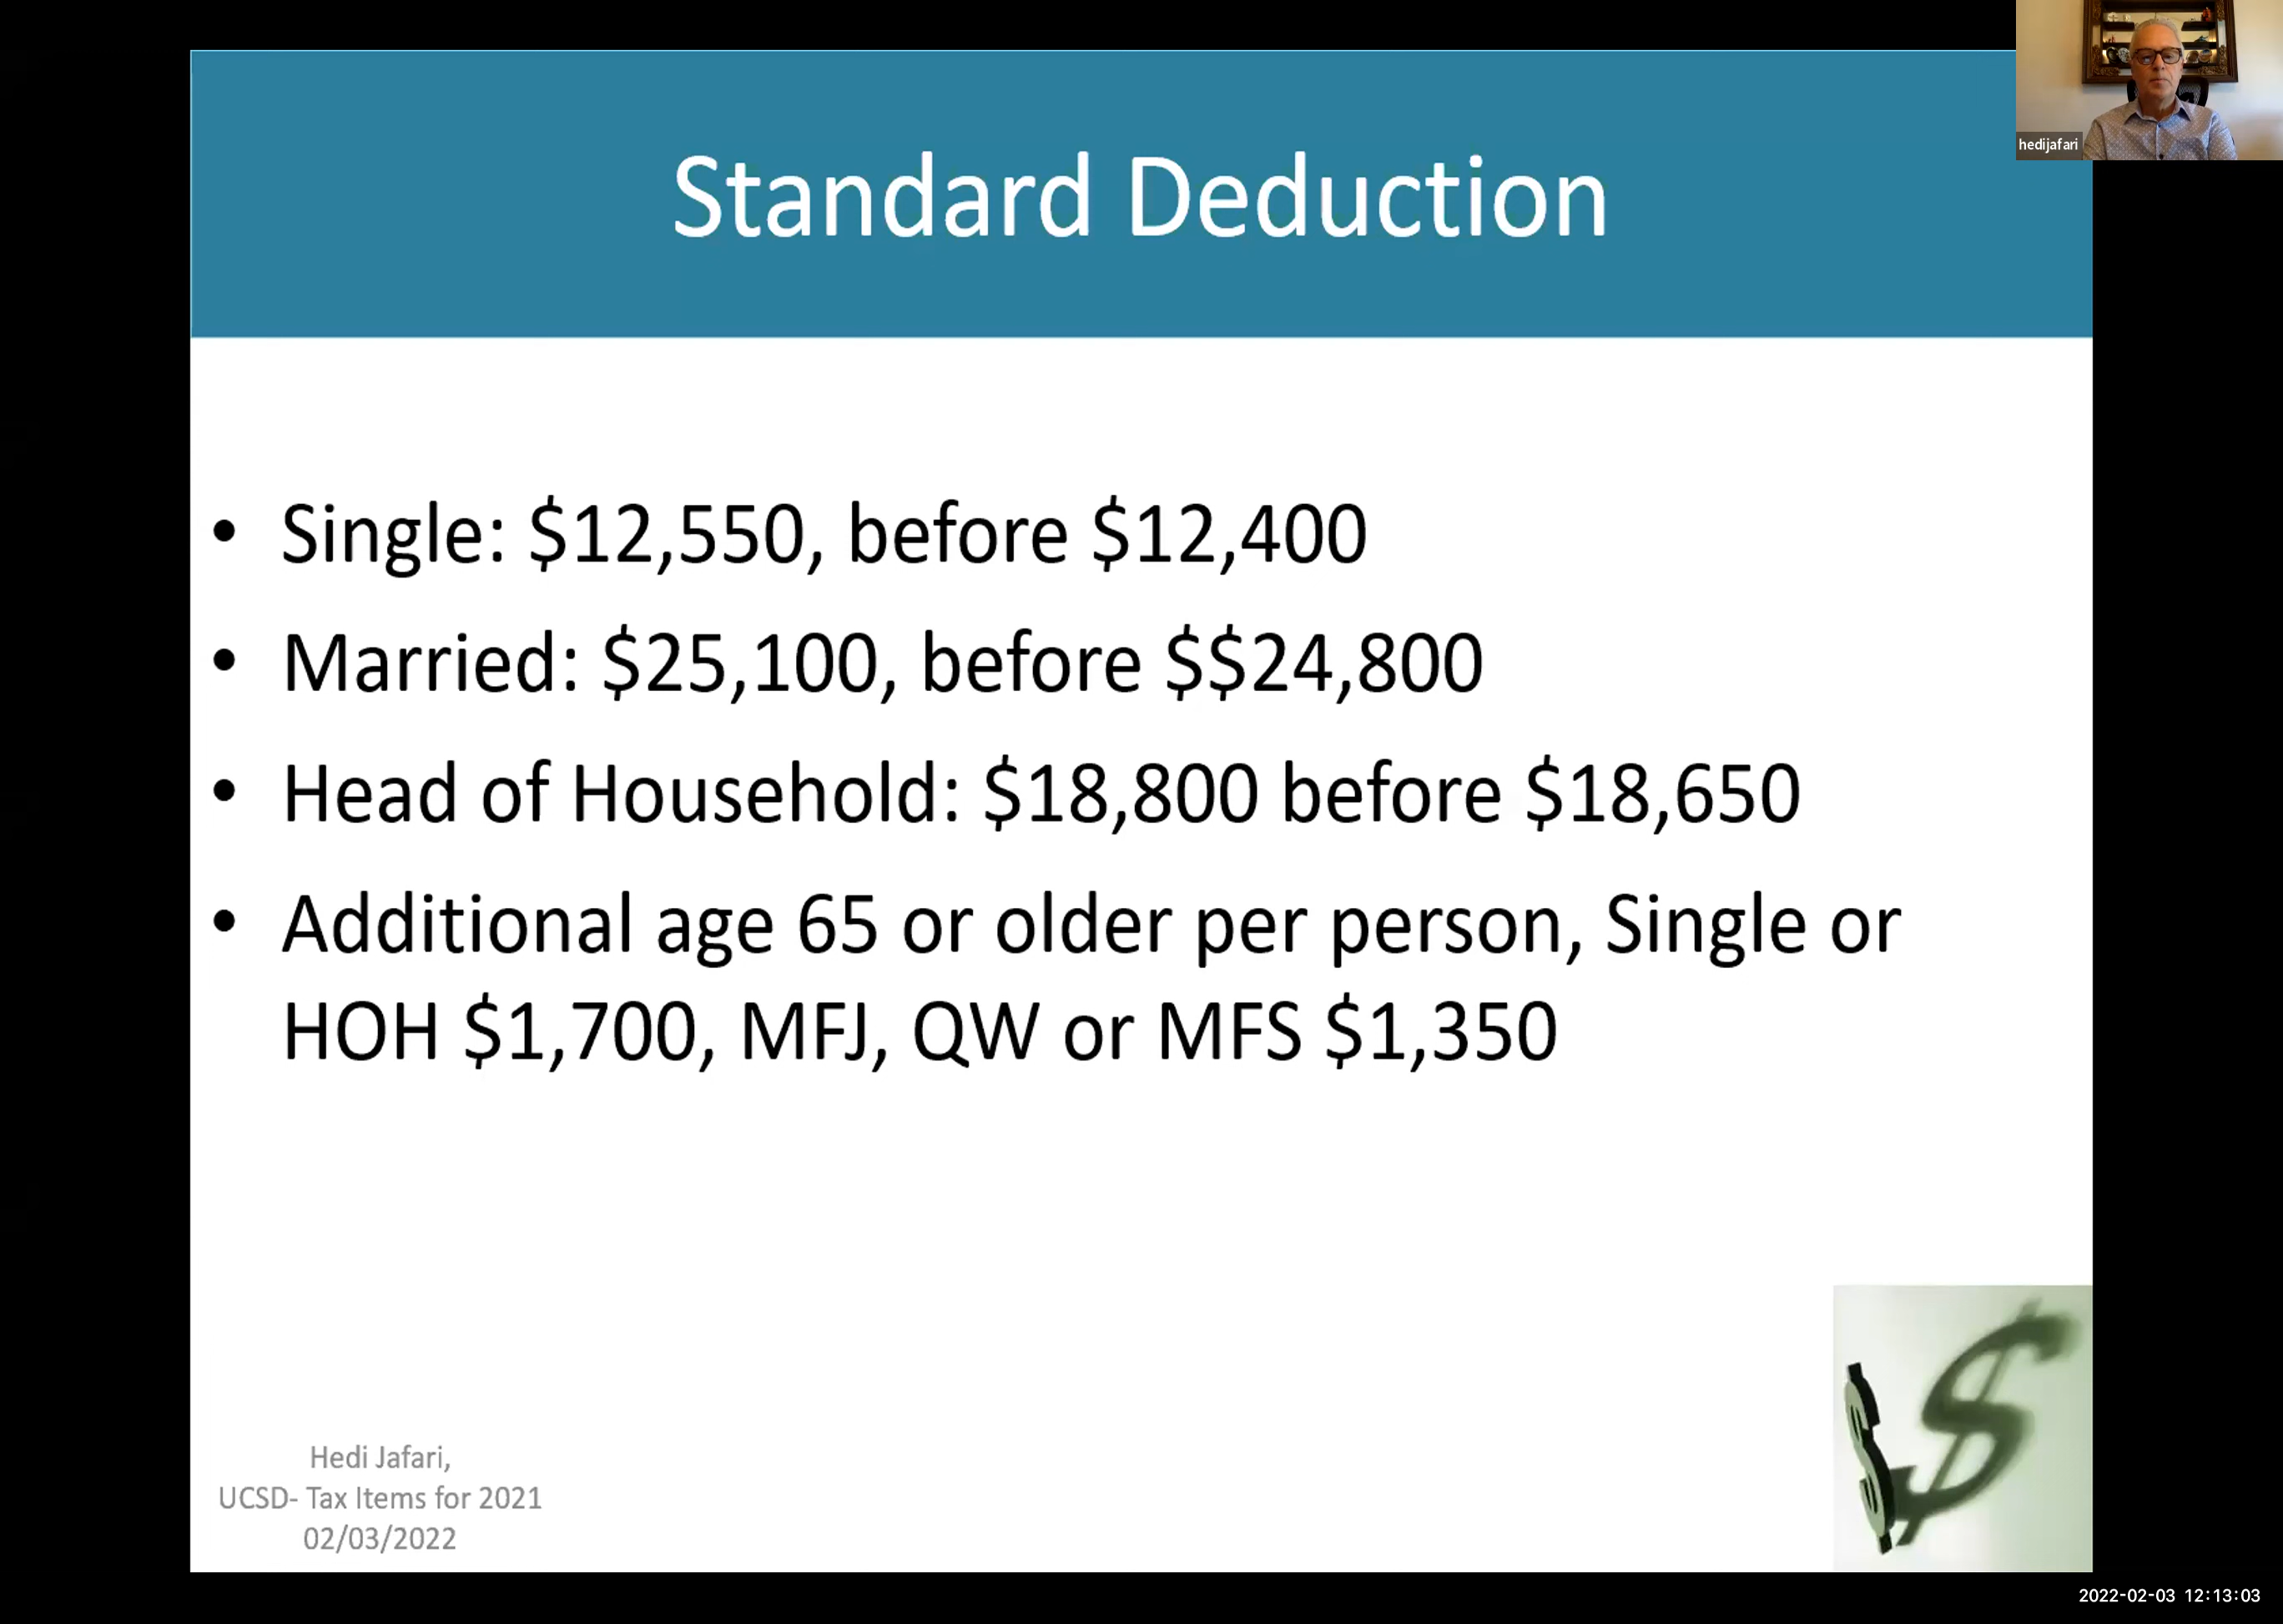 hedijafari
Standard Deduction
• Single: $12,550, before $12,400
• Married: $25,100, before $$24,800
• Head of Household: $18,800 before $18,650
• Additional age 65 or older per person, Single or
HOH $1,700, MFJ, QW or MFS $1,350
Hedi Jafari,
UCSD- Tax Items for 2021
02/03/2022
2022-02-03 12:13:03